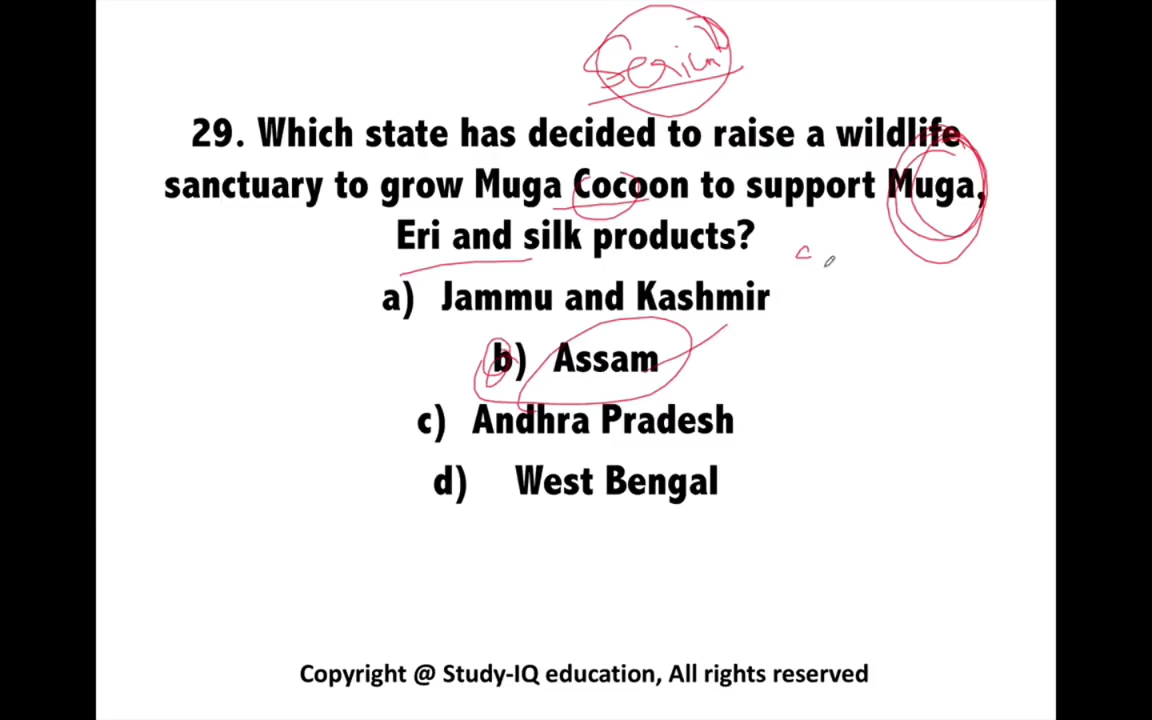 29. Which state has decided to raise a wildlife
sanctuary to grow Muga Cocoon to support Muga,
Eri and silk products?
a) Jammu and Kashmir
b) Assam
c) Andhra Pradesh
d) West Bengal
Copyright @ Study-IQ education, All rights reserved